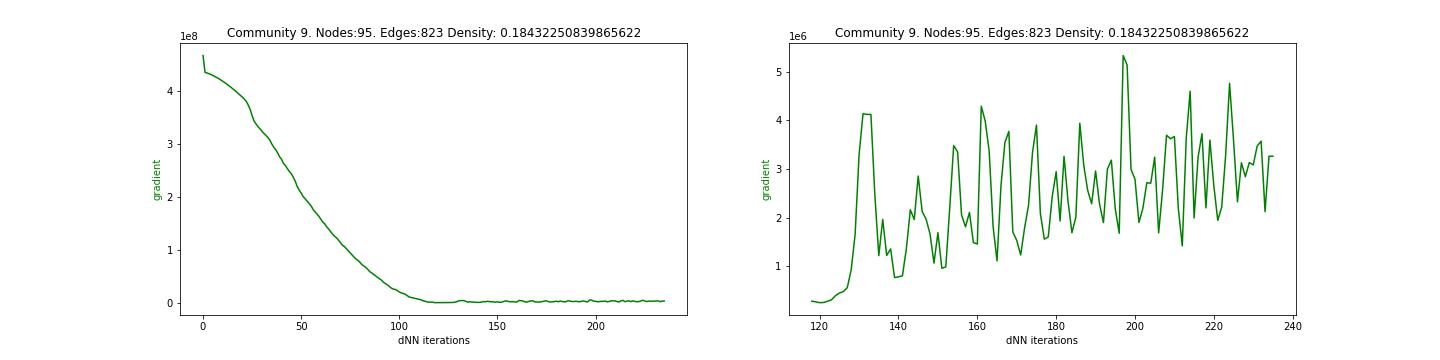 Community 9. Nodes:95. Edges:823 Density: 0.18432250839865622
1e8
4
3
2
1
0
gradient
0
50
100
150
200
dNN iterations
Community 9. Nodes:95. Edges:823 Density: 0.18432250839865622
1e6
5
4
3
2
1
gradient
120
140
160
180
200
220
240
dNN iterations